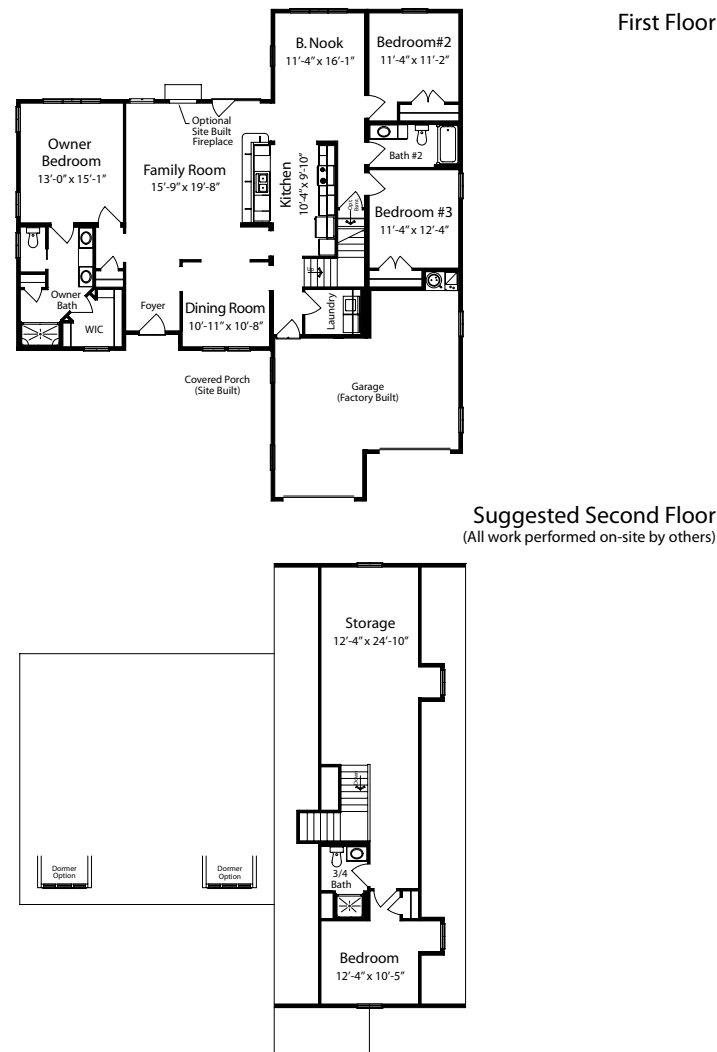 First Floor
B. Nook
11'-4" x 16'-1"
Bedroom#2
11'-4" x 11'-2"
Optional
Site Built
Fireplace
Owner
Bedroom
13'-0" x 15'-1"
Family Room
15'-9" x 19'-8"
Kitchen
10'-4" x 9'-10"
Bath #2
Opt.
Bsmt.
Bedroom #3
11'-4" x 12'-4"
Up
Owner
Bath
WIC
Foyer
Dining Room
10'-11" x 10'-8"
Laundry
Covered Porch
(Site Built)
Garage
(Factory Built)
Suggested Second Floor
(All work performed on-site by others)
Storage
12'-4" x 24'-10"
Down
Dormer
Option
Dormer
Option
3/4
Bath
Bedroom
12'-4" x 10'-5"